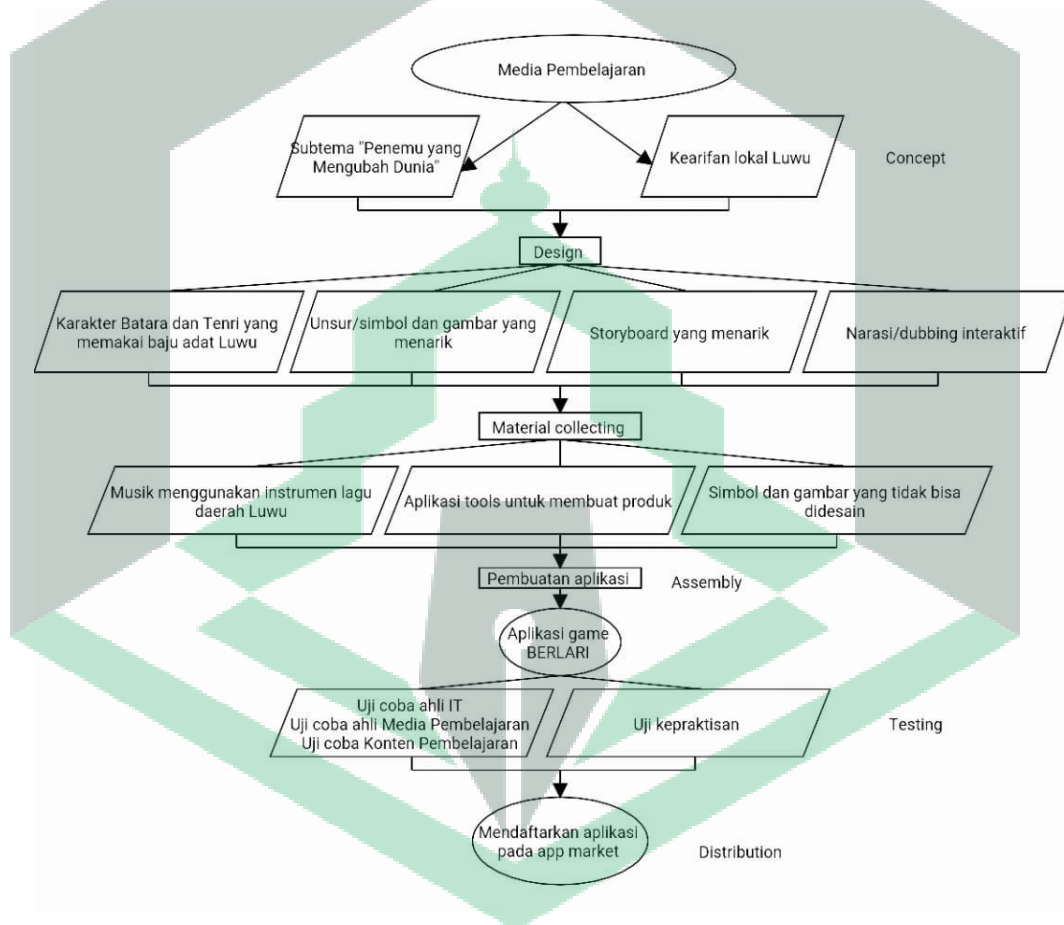 Media Pembelajaran
Subtema "Penemu yang
Mengubah Dunia"
Kearifan lokal Luwu
Concept
Design
Karakter Batara dan Tenri yang
memakai baju adat Luwu
Unsur/simbol dan gambar yang
menarik
Storyboard yang menarik
Narasi/dubbing interaktif
Material collecting
Musik menggunakan instrumen lagu
daerah Luwu
Aplikasi tools untuk membuat produk
Simbol dan gambar yang tidak bisa
didesain
Pembuatan aplikasi
Assembly
Aplikasi game
BERLARI
Uji coba ahli IT
Uji coba ahli Media Pembelajaran
Uji coba Konten Pembelajaran
Uji kepraktisan
Testing
Mendaftarkan aplikasi
pada app market
Distribution